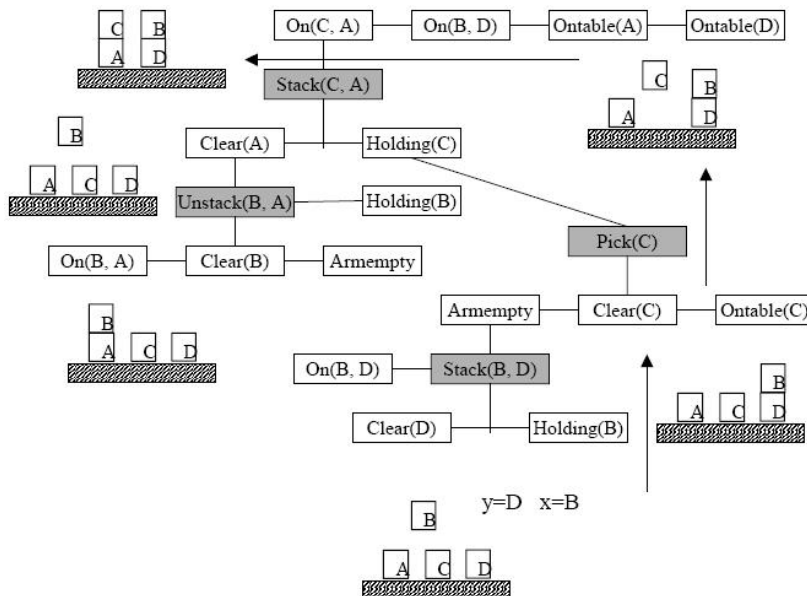 On(C, A) On(B, D) Ontable(A) Ontable(D)
C B
A D
Stack(C, A)
C
B
A
D
B
Clear(A) Holding(C)
A C D
Unstack(B, A) Holding(B)
Pick(C)
On(B, A) Clear(B) Armempty
Armempty Clear(C) Ontable(C)
B
A C D
On(B, D) Stack(B, D)
B
A C D
Clear(D) Holding(B)
y=D x=B
B
A C D